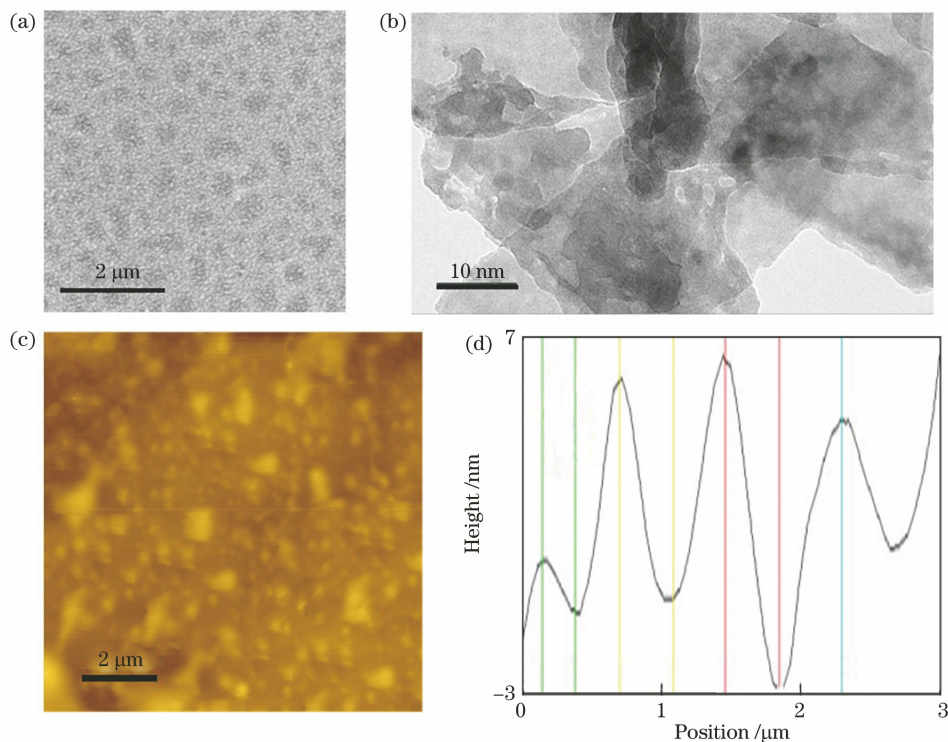 (a)
2 μm
(b)
10 nm
(c)
2 μm
(d)
7
Height /nm
−3
0
1
2
3
Position /μm